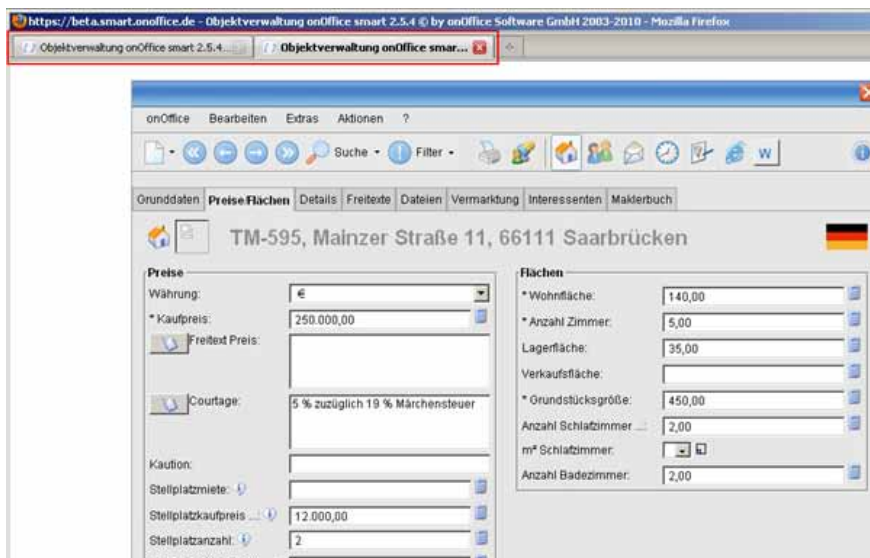 https://beta.smart.onoffice.de - Objektverwaltung onOffice smart 2.5.4 © by onOffice Software GmbH 2003-2010 - Mozilla Firefox
Objektverwaltung onOffice smart 2.5.4... Objektverwaltung onOffice smar...
onOffice Bearbeiten Extras Aktionen ?
Suche Filter W
Grunddaten Preise/Flächen Details Freitexte Dateien Vermarktung Interessenten Maklerbuch
TM-595, Mainzer Straße 11, 66111 Saarbrücken
Preise
Währung: €
* Kaufpreis: 250.000,00
Freitext Preis:
Courtage: 5 % zuzüglich 19 % Märchensteuer
Kaution:
Stellplatzmiete:
Stellplatzkaufpreis ...: 12.000,00
Stellplatzanzahl: 2
Flächen
* Wohnfläche: 140,00
* Anzahl Zimmer: 5,00
Lagerfläche: 35,00
Verkaufsfläche:
* Grundstücksgröße: 450,00
Anzahl Schlafzimmer ...: 2,00
m² Schlafzimmer:
Anzahl Badezimmer: 2,00